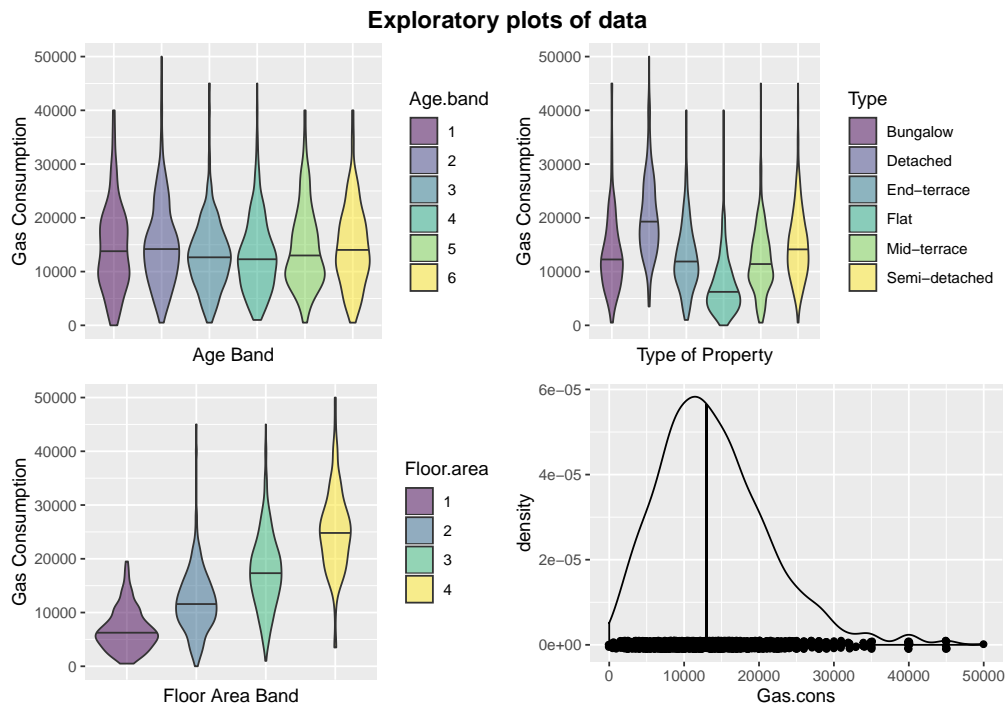 Exploratory plots of data
50000
40000
30000
20000
10000
0
Gas Consumption
Age Band
Age.band
1
2
3
4
5
6
50000
40000
30000
20000
10000
0
Gas Consumption
Type of Property
Type
Bungalow
Detached
End−terrace
Flat
Mid−terrace
Semi−detached
50000
40000
30000
20000
10000
0
Gas Consumption
Floor Area Band
Floor.area
1
2
3
4
6e−05
4e−05
2e−05
0e+00
density
0 10000 20000 30000 40000 50000
Gas.cons